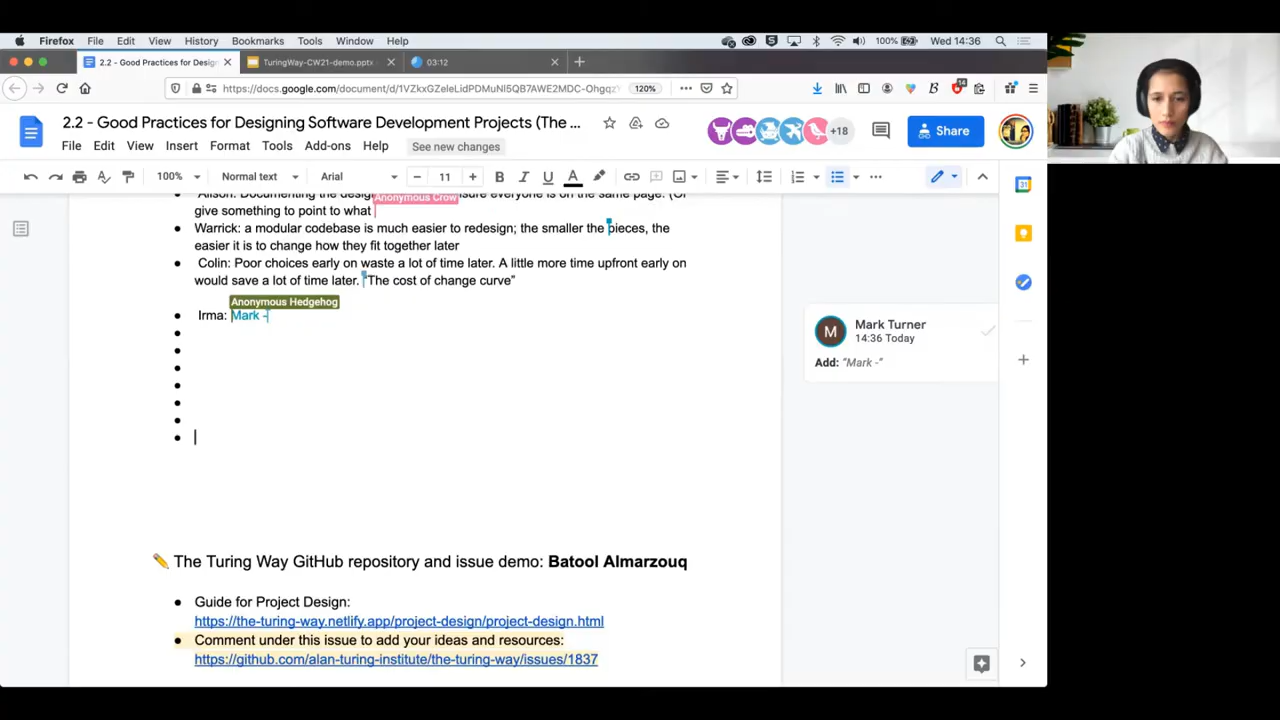 Firefox File Edit View History Bookmarks Tools Window Help 100% Wed 14:36
2.2 - Good Practices for Desig TuringWay-CW21-demo.pptx 03:12
120%
14
2.2 - Good Practices for Designing Software Development Projects (The ...
+18 Share
File Edit View Insert Format Tools Add-ons Help See new changes
100% Normal text Arial 11 B I U A
give something to point to what
Anonymous Crow
Warrick: a modular codebase is much easier to redesign; the smaller the pieces, the
easier it is to change how they fit together later
Colin: Poor choices early on waste a lot of time later. A little more time upfront early on
would save a lot of time later. "The cost of change curve"
Anonymous Hedgehog
Irma: Mark -
M Mark Turner
14:36 Today
Add: "Mark -"
The Turing Way GitHub repository and issue demo: Batool Almarzouq
Guide for Project Design:
https://the-turing-way.netlify.app/project-design/project-design.html
Comment under this issue to add your ideas and resources:
https://github.com/alan-turing-institute/the-turing-way/issues/1837